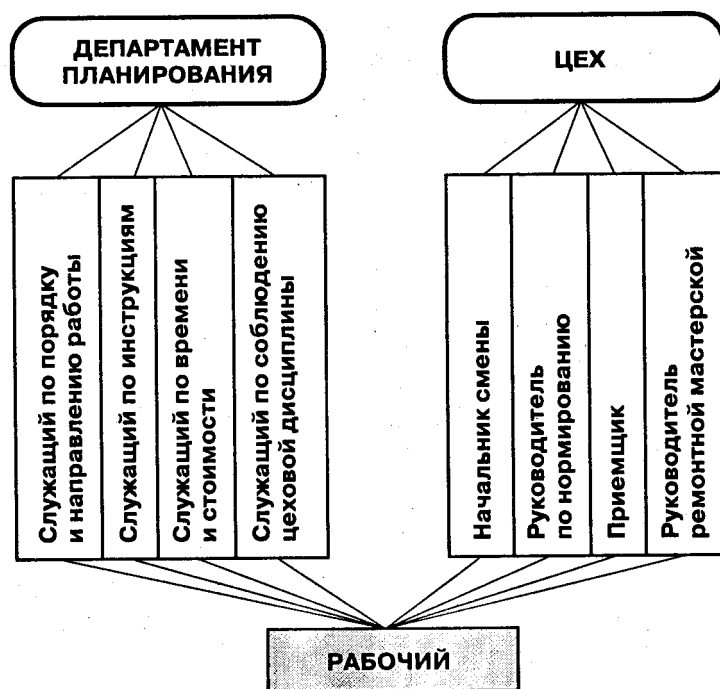 ДЕПАРТАМЕНТ
ПЛАНИРОВАНИЯ
ЦЕХ
Служащий по порядку
и направлению работы
Служащий по инструкциям
Служащий по времени
и стоимости
Служащий по соблюдению
цеховой дисциплины
Начальник смены
Руководитель
по нормированию
Приемщик
Руководитель
ремонтной мастерской
РАБОЧИЙ